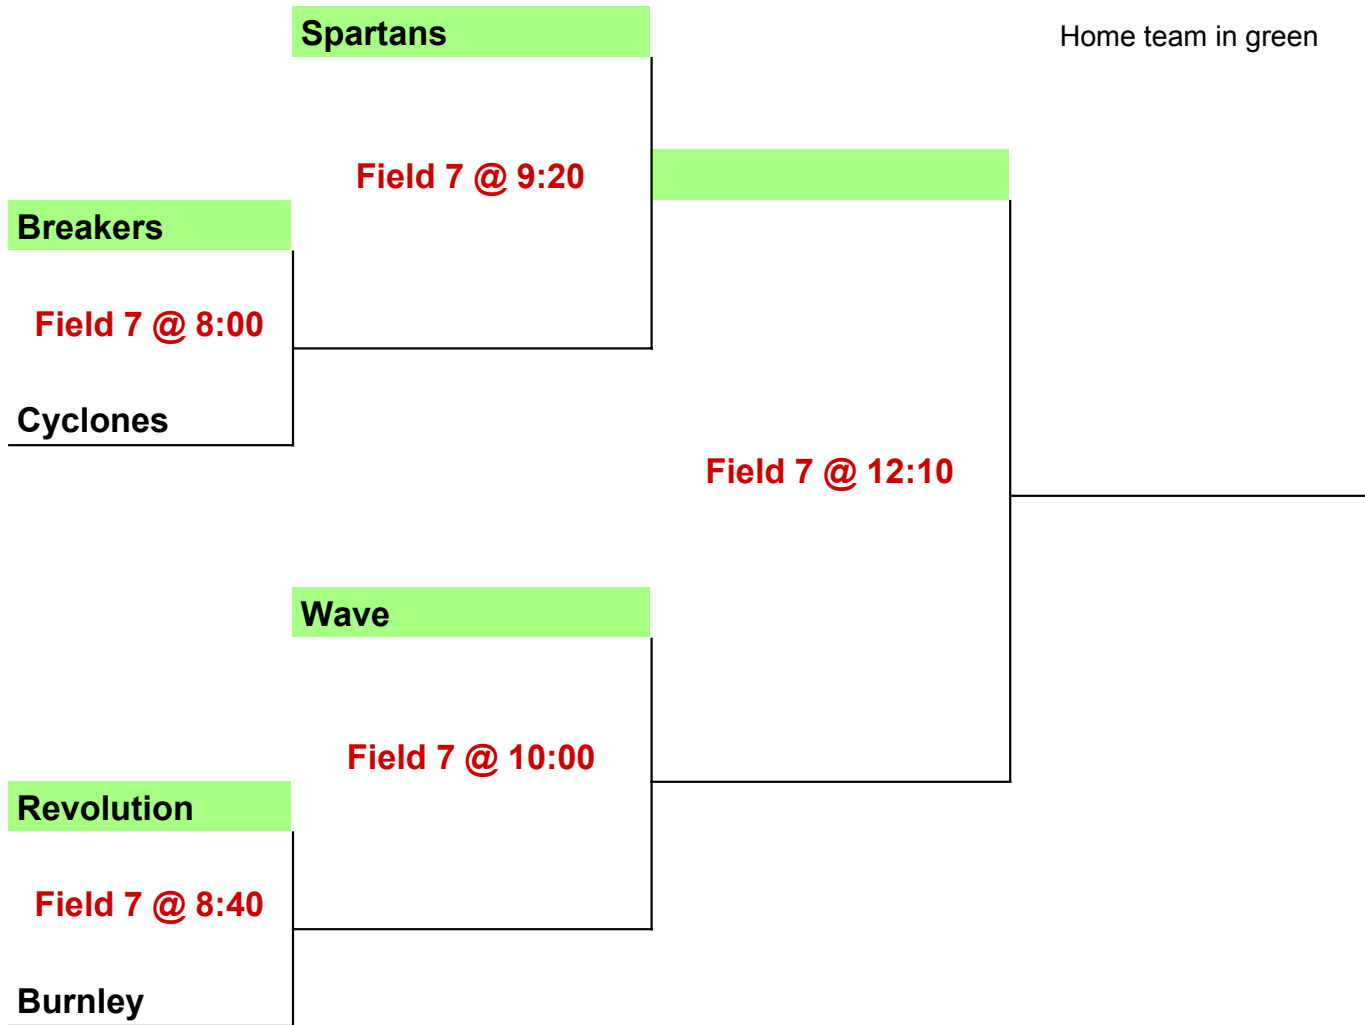 Spartans
Home team in green
Field 7 @ 9:20
Breakers
Field 7 @ 8:00
Cyclones
Field 7 @ 12:10
Wave
Field 7 @ 10:00
Revolution
Field 7 @ 8:40
Burnley